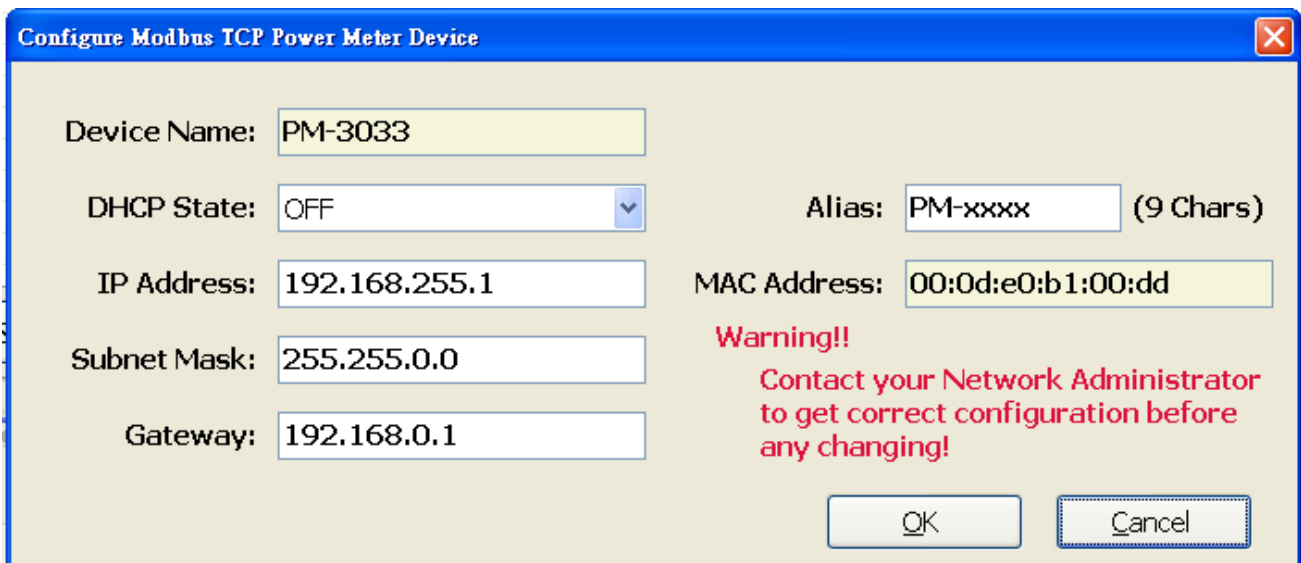 Configure Modbus TCP Power Meter Device
Device Name: PM-3033
DHCP State: OFF
Alias: PM-xxxx (9 Chars)
IP Address: 192.168.255.1
MAC Address: 00:0d:e0:b1:00:dd
Subnet Mask: 255.255.0.0
Gateway: 192.168.0.1
Warning!!
Contact your Network Administrator
to get correct configuration before
any changing!
OK
Cancel